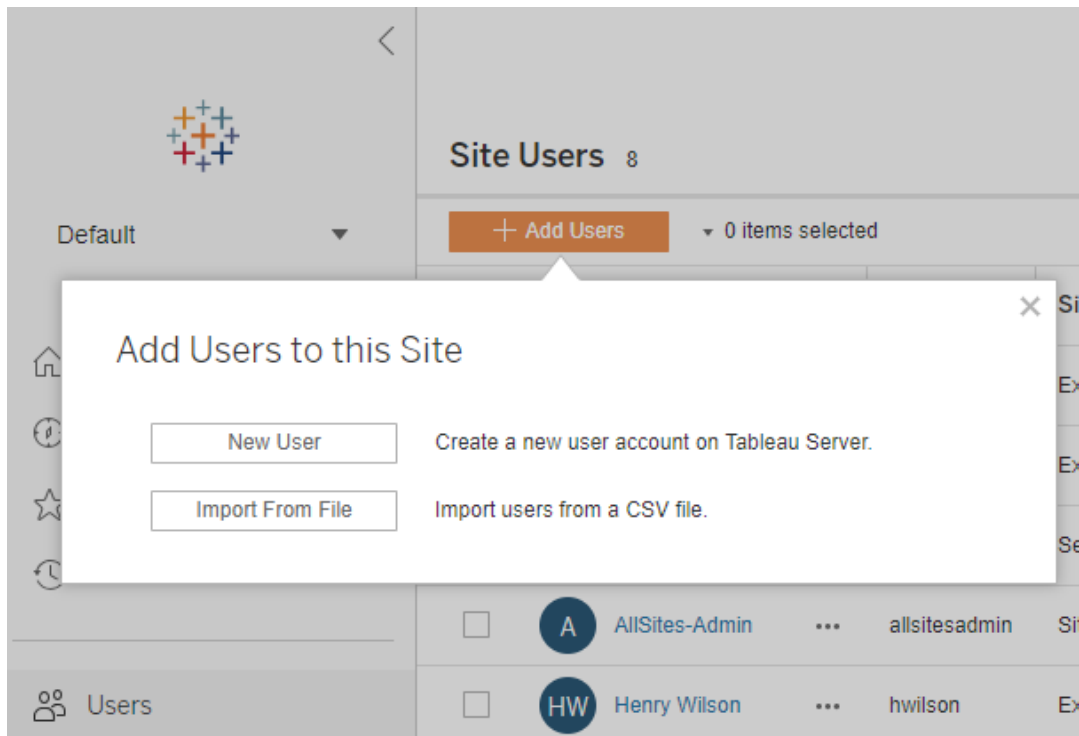 Site Users 8
Default
+ Add Users
0 items selected
Add Users to this Site
New User
Create a new user account on Tableau Server.
Import From File
Import users from a CSV file.
A AllSites-Admin ••• allsitesadmin
Users
HW Henry Wilson ••• hwilson